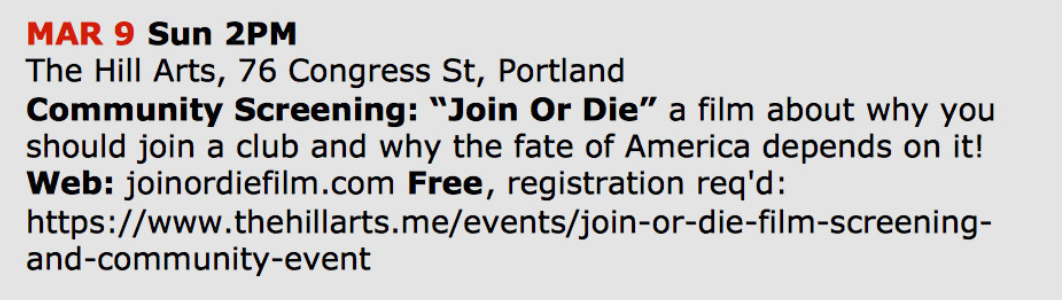 MAR 9 Sun 2PM
The Hill Arts, 76 Congress St, Portland
Community Screening: “Join Or Die” a film about why you
should join a club and why the fate of America depends on it!
Web: joinordiefilm.com Free, registration req'd:
https://www.thehillarts.me/events/join-or-die-film-screening-
and-community-event